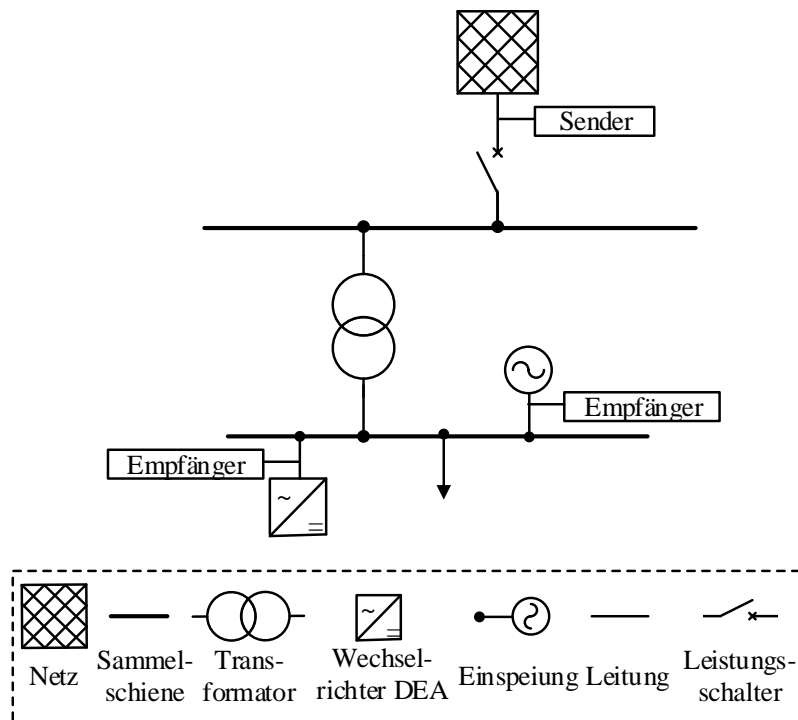 Sender
Empfänger
Empfänger
~
=
Netz
Sammel-
schiene
Trans-
formator
~
=
Wechsel-
richter DEA
Einspeiung
Leitung
Leistungs-
schalter